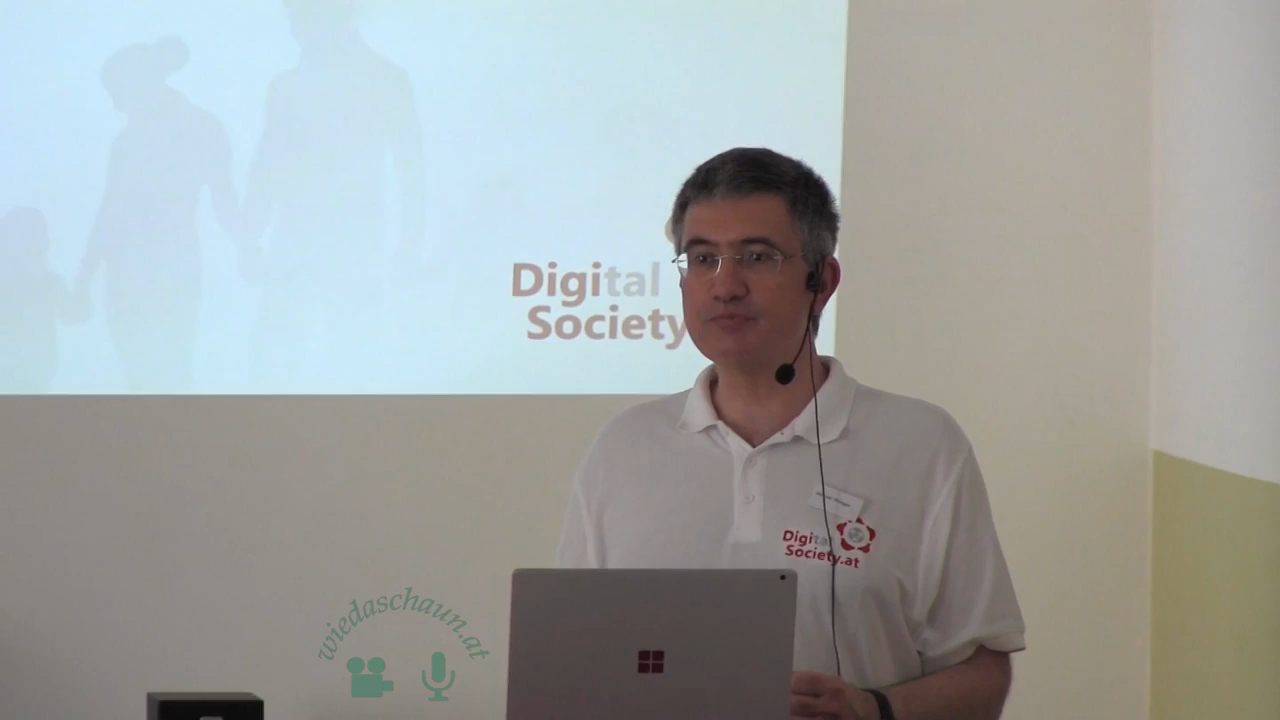 Digital
Society
Digital
Society.at
wiedaschaun.at